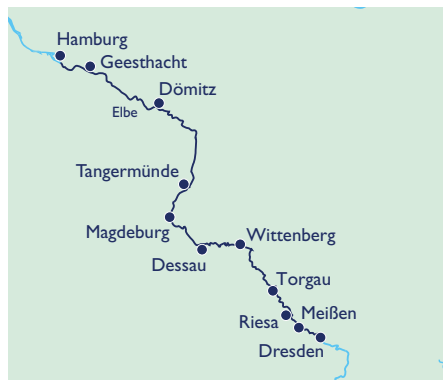 Hamburg
Geesthacht
Dömitz
Elbe
Tangermünde
Magdeburg
Wittenberg
Dessau
Torgau
Meißen
Riesa
Dresden